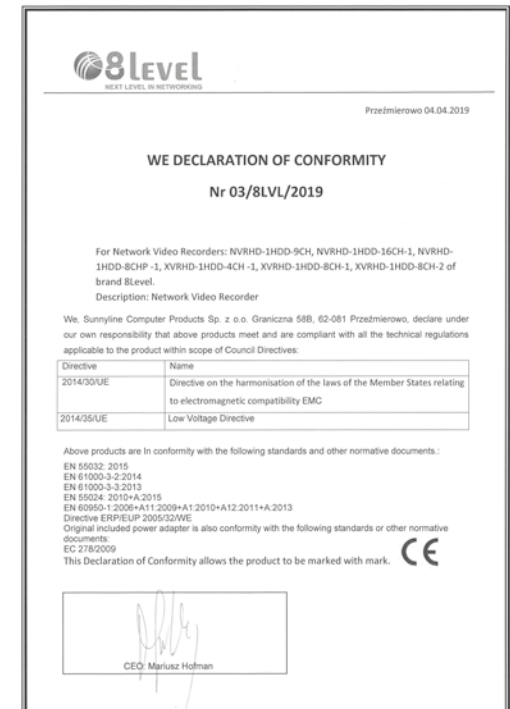 8level
NEXT LEVEL IN NETWORKING
Przeźmierowo 04.04.2019
WE DECLARATION OF CONFORMITY
Nr 03/8LVL/2019
For Network Video Recorders: NVRHD-1HDD-9CH, NVRHD-1HDD-16CH-1, NVRHD-
1HDD-8CHP -1, XVRHD-1HDD-4CH -1, XVRHD-1HDD-8CH-1, XVRHD-1HDD-8CH-2 of
brand 8Level.
Description: Network Video Recorder
We, Sunnyline Computer Products Sp. z o.o. Graniczna 58B, 62-081 Przeźmierowo, declare under
our own responsibility that above products meet and are compliant with all the technical regulations
applicable to the product within scope of Council Directives:
Directive Name
2014/30/UE Directive on the harmonisation of the laws of the Member States relating
to electromagnetic compatibility EMC
2014/35/UE Low Voltage Directive
Above products are In conformity with the following standards and other normative documents.:
EN 55032: 2015
EN 61000-3-2:2014
EN 61000-3-3:2013
EN 55024: 2010+A:2015
EN 60950-1:2006+A11:2009+A1:2010+A12:2011+A:2013
Directive ERP/EUP 2005/32/WE
Original included power adapter is also conformity with the following standards or other normative
documents:
EC 278/2009
This Declaration of Conformity allows the product to be marked with mark. CE
CEO: Mariusz Hofman